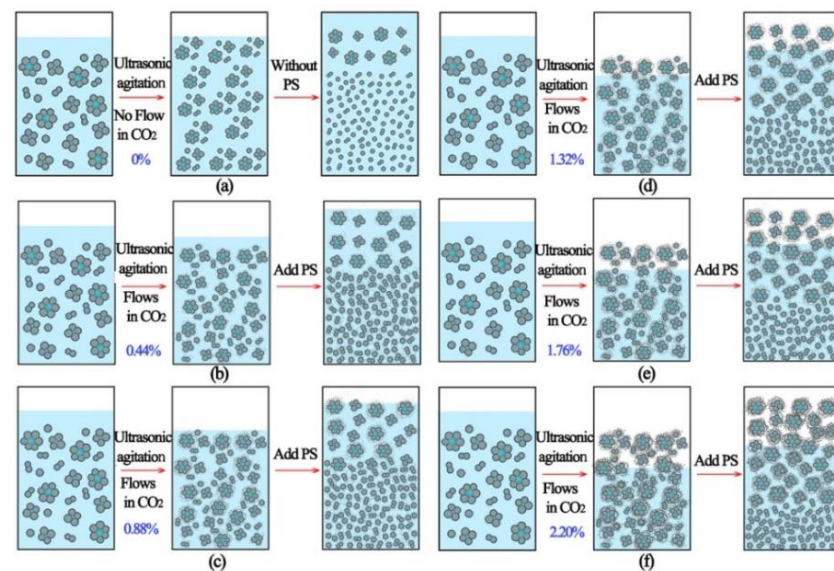 Ultrasonic
agitation
No Flow
in CO2
0%
Without
PS
(a)
Ultrasonic
agitation
Flows
in CO2
1.32%
Add PS
(d)
Ultrasonic
agitation
Flows
in CO2
0.44%
Add PS
(b)
Ultrasonic
agitation
Flows
in CO2
1.76%
Add PS
(e)
Ultrasonic
agitation
Flows
in CO2
0.88%
Add PS
(c)
Ultrasonic
agitation
Flows
in CO2
2.20%
Add PS
(f)